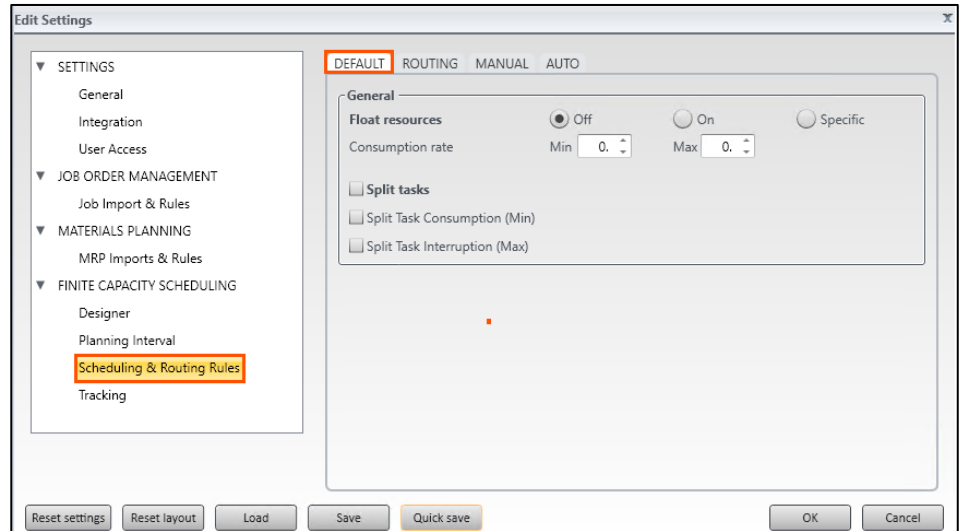 Edit Settings
x
SETTINGS
General
Integration
User Access
JOB ORDER MANAGEMENT
Job Import & Rules
MATERIALS PLANNING
MRP Imports & Rules
FINITE CAPACITY SCHEDULING
Designer
Planning Interval
Scheduling & Routing Rules
Tracking
DEFAULT ROUTING MANUAL AUTO
General
Float resources Off On Specific
Consumption rate Min 0. Max 0.
Split tasks
Split Task Consumption (Min)
Split Task Interruption (Max)
Reset settings Reset layout Load Save Quick save OK Cancel